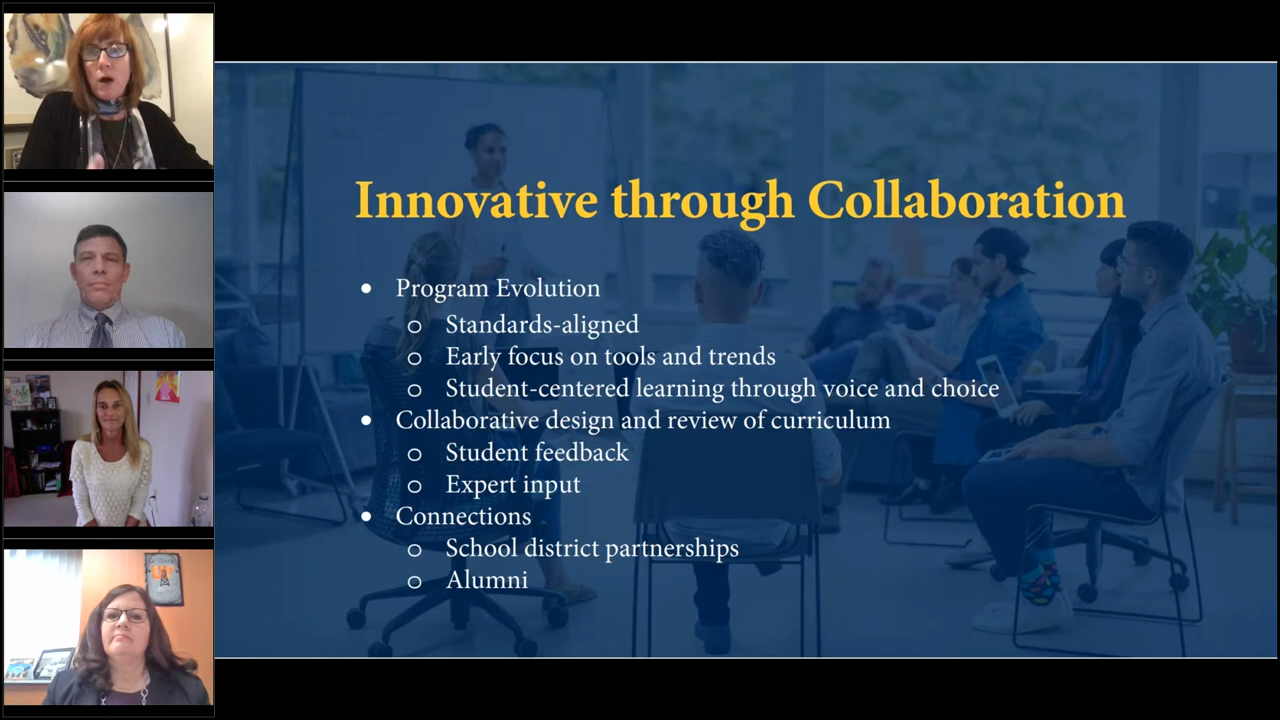 Innovative through Collaboration
• Program Evolution
o Standards-aligned
o Early focus on tools and trends
o Student-centered learning through voice and choice
• Collaborative design and review of curriculum
o Student feedback
o Expert input
• Connections
o School district partnerships
o Alumni
UT